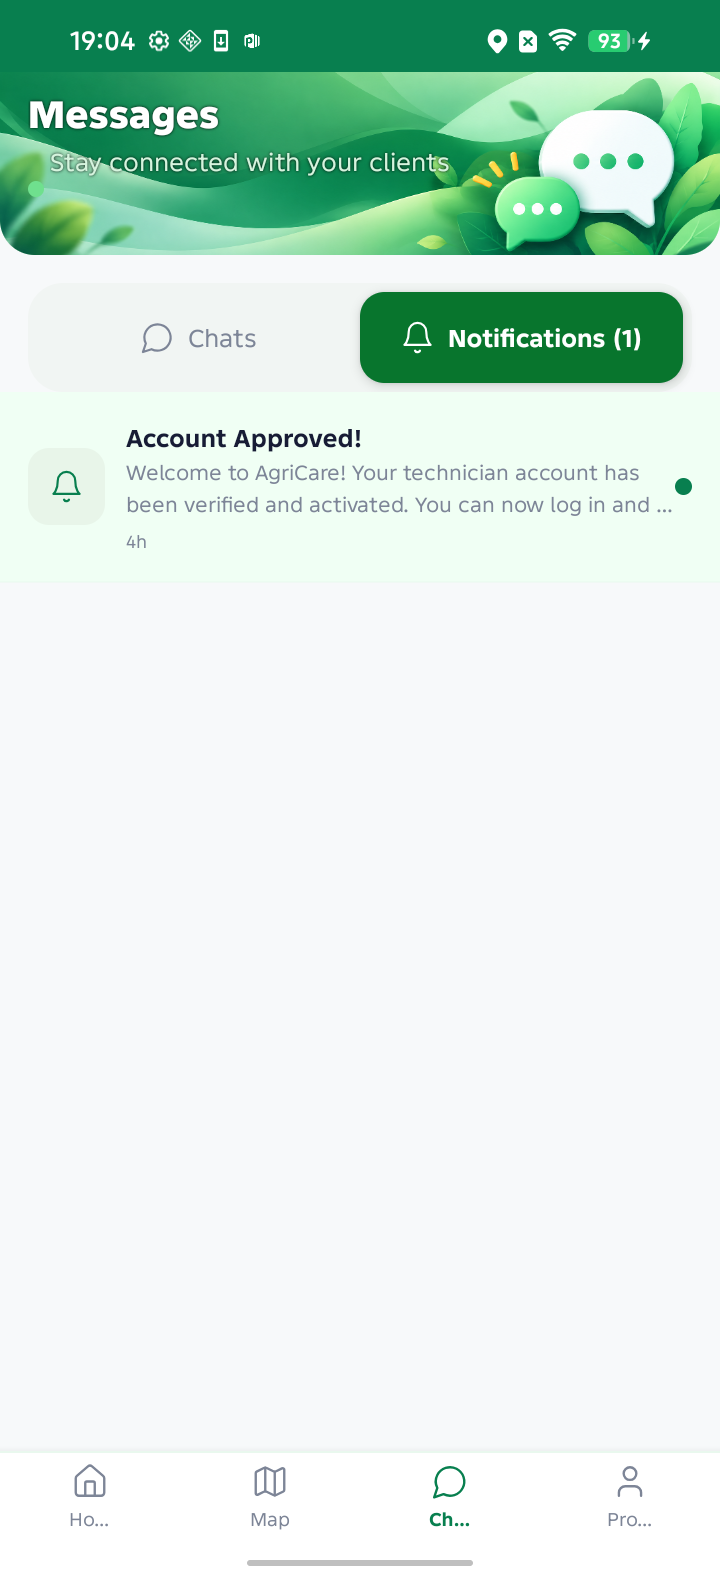 19:04
93
Messages
Stay connected with your clients
Chats
Notifications (1)
Account Approved!
Welcome to AgriCare! Your technician account has
been verified and activated. You can now log in and ...
4h
Ho...
Map
Ch...
Pro...